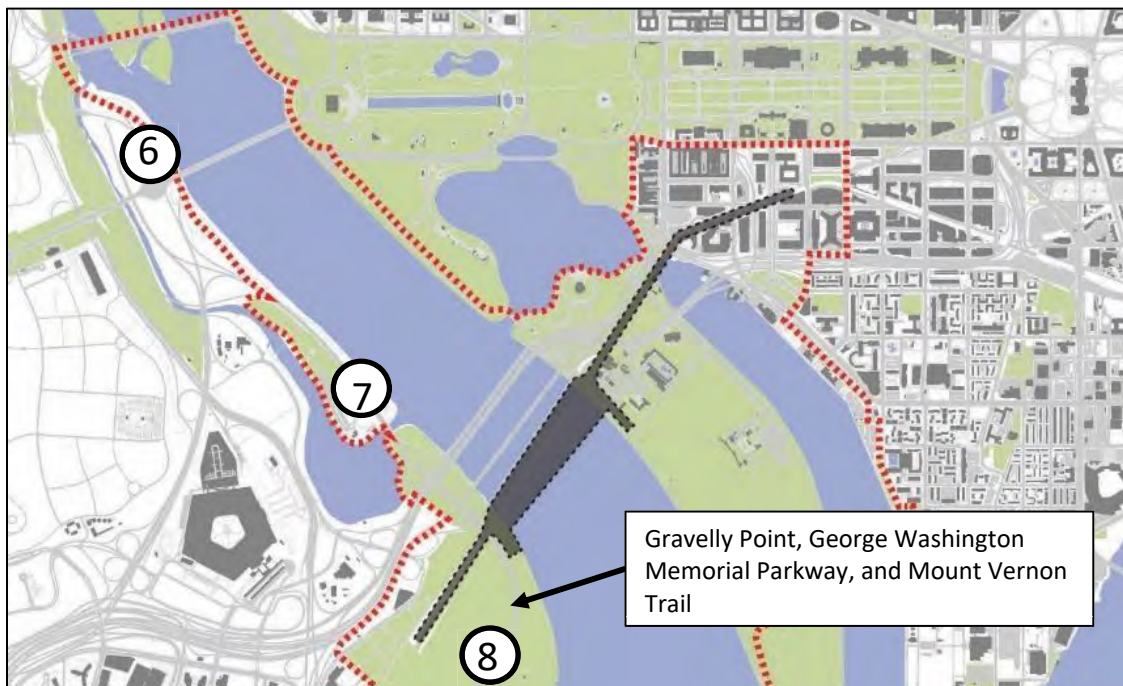 6
7
Gravelly Point, George Washington
Memorial Parkway, and Mount Vernon
Trail
8